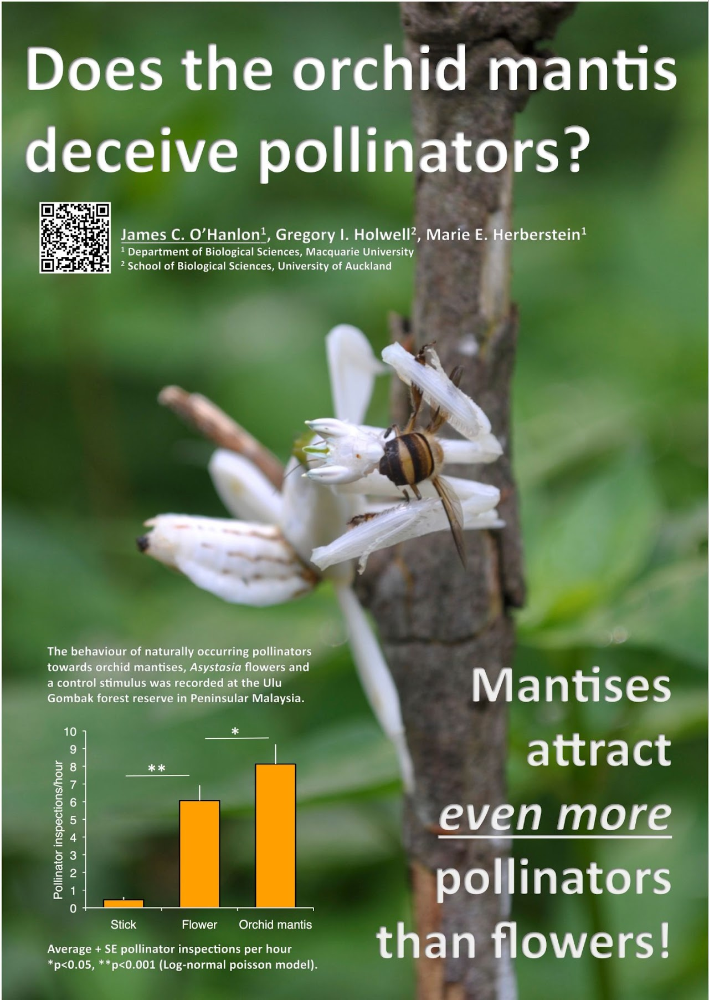 Does the orchid mantis
deceive pollinators?
James C. O’Hanlon¹, Gregory I. Holwell², Marie E. Herberstein¹
¹ Department of Biological Sciences, Macquarie University
² School of Biological Sciences, University of Auckland
The behaviour of naturally occurring pollinators
towards orchid mantises, Asystasia flowers and
a control stimulus was recorded at the Ulu
Gombak forest reserve in Peninsular Malaysia.
Pollinator inspections/hour
10
9
8
7
6
5
4
3
2
1
0
**
*
Stick Flower Orchid mantis
Average + SE pollinator inspections per hour
*p<0.05, **p<0.001 (Log-normal poisson model).
Mantises
attract
even more
pollinators
than flowers!